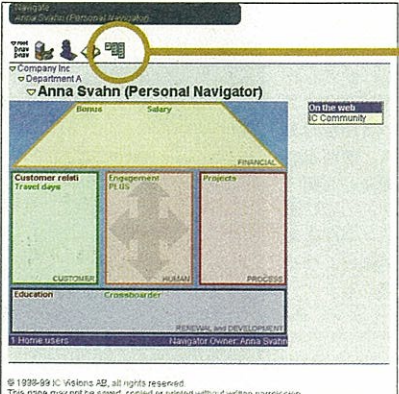 Navigate
Anna Svahn (Personal Navigator)
Company Inc
Department A
Anna Svahn (Personal Navigator)
On the web
IC Community
Bonus Salary
FINANCIAL
Customer relati
Travel days
CUSTOMER
Engagement
PLUS
HUMAN
Projects
PROCESS
Education Crossboarder
RENEWAL and DEVELOPMENT
1 Home users Navigator Owner: Anna Svahn
© 1998-99 IC Visions AB, all rights reserved.
This page may not be saved, copied or printed without written permission